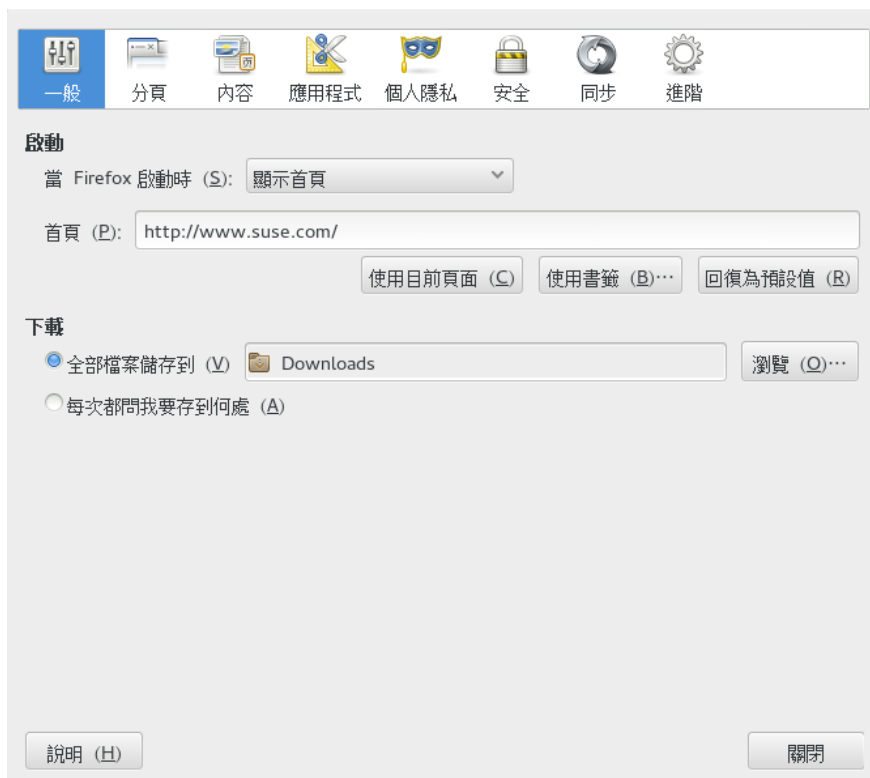 一般 分頁 內容 應用程式 個人隱私 安全 同步 進階
啟動
當 Firefox 啟動時 (S): 顯示首頁
首頁 (P): http://www.suse.com/
使用目前頁面 (C) 使用書籤 (B)… 回復為預設值 (R)
下載
全部檔案儲存到 (V) Downloads 瀏覽 (O)…
每次都問我要存到何處 (A)
說明 (H) 關閉